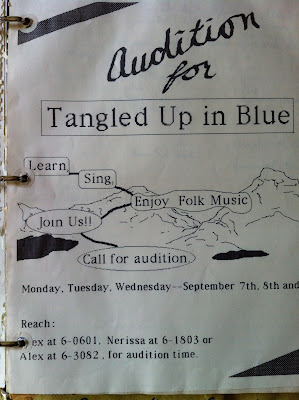 Audition
for
Tangled Up in Blue
Learn
Sing
Enjoy Folk Music
Join Us!!
Call for audition
Monday, Tuesday, Wednesday--September 7th, 8th and
Reach:
at 6-0601, Nerissa at 6-1803 or
Alex at 6-3082, for audition time.